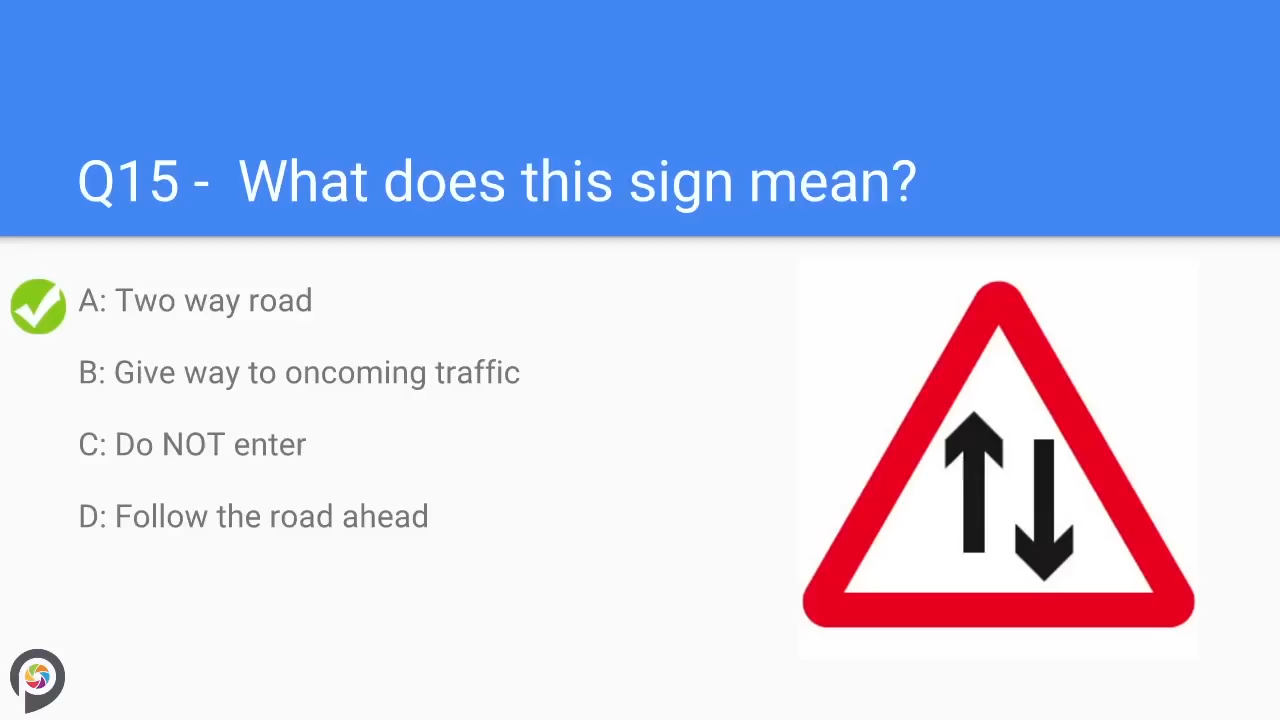 Q15 - What does this sign mean?
A: Two way road
B: Give way to oncoming traffic
C: Do NOT enter
D: Follow the road ahead